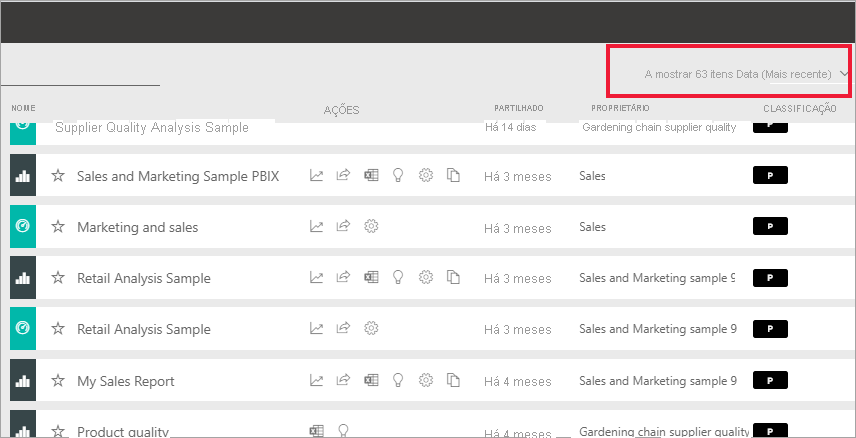 A mostrar 63 itens Data (Mais recente)
NOME AÇÕES PARTILHADO PROPRIETÁRIO CLASSIFICAÇÃO
Supplier Quality Analysis Sample Há 14 dias Gardening chain supplier quality P
Sales and Marketing Sample PBIX Há 3 meses Sales P
Marketing and sales Há 3 meses Sales P
Retail Analysis Sample Há 3 meses Sales and Marketing sample 9 P
Retail Analysis Sample Há 3 meses Sales and Marketing sample 9 P
My Sales Report Há 4 meses Sales and Marketing sample 9 P
Product quality Há 4 meses Gardening chain supplier quality P